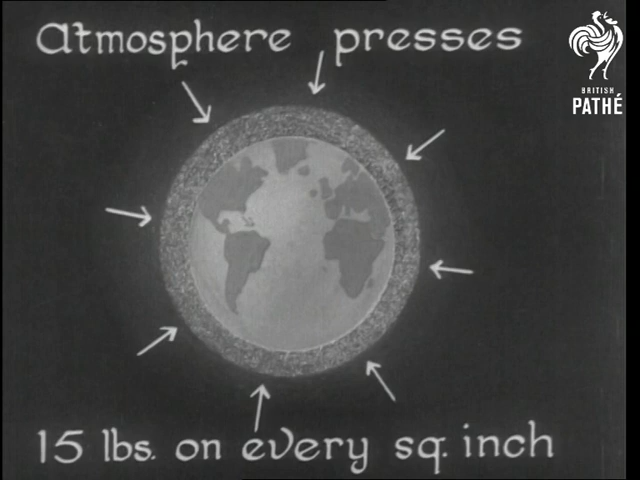 Atmosphere presses
BRITISH
PATHÉ
15 lbs. on every sq. inch